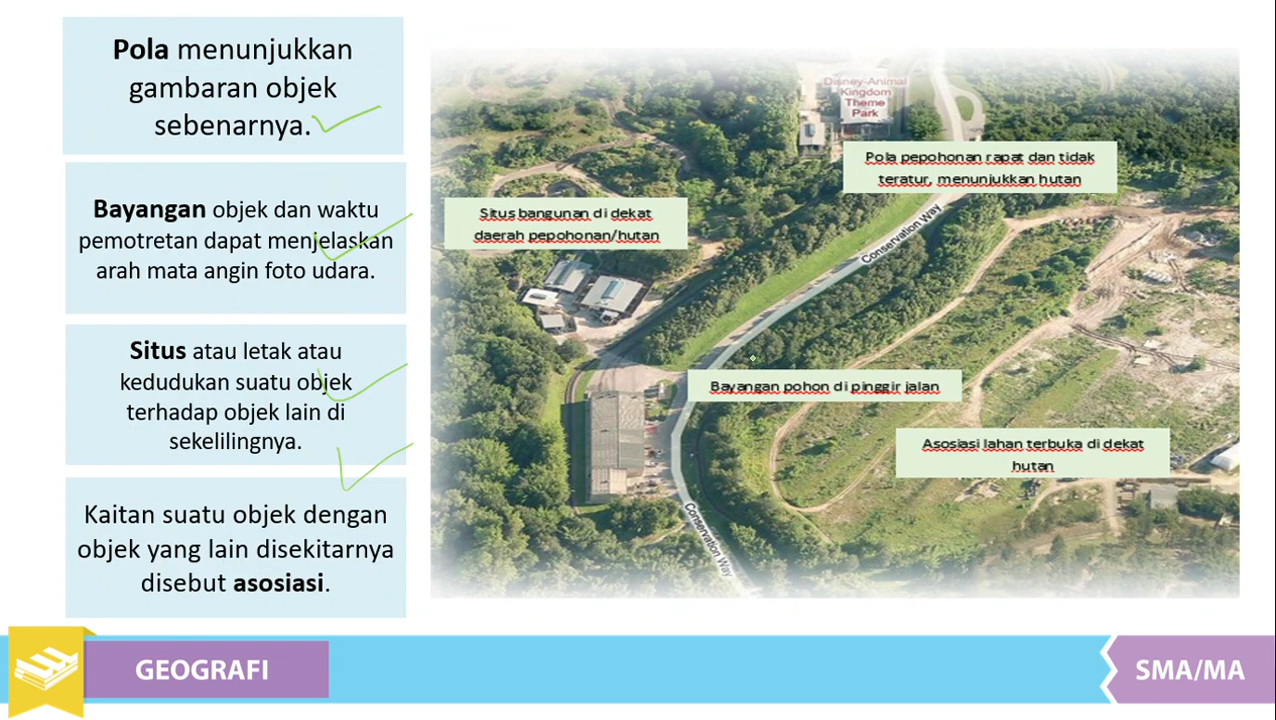 Pola menunjukkan
gambaran objek
sebenarnya.
Bayangan objek dan waktu
pemotretan dapat menjelaskan
arah mata angin foto udara.
Situs atau letak atau
kedudukan suatu objek
terhadap objek lain di
sekelilingnya.
Kaitan suatu objek dengan
objek yang lain disekitarnya
disebut asosiasi.
Disney-Animal
Kingdom
Theme
Park
Pola pepohonan rapat dan tidak
teratur, menunjukkan hutan
Situs bangunan di dekat
daerah pepohonan/hutan
Conservation Way
Bayangan pohon di pinggir jalan
Asosiasi lahan terbuka di dekat
hutan
Conservation Way
GEOGRAFI
SMA/MA